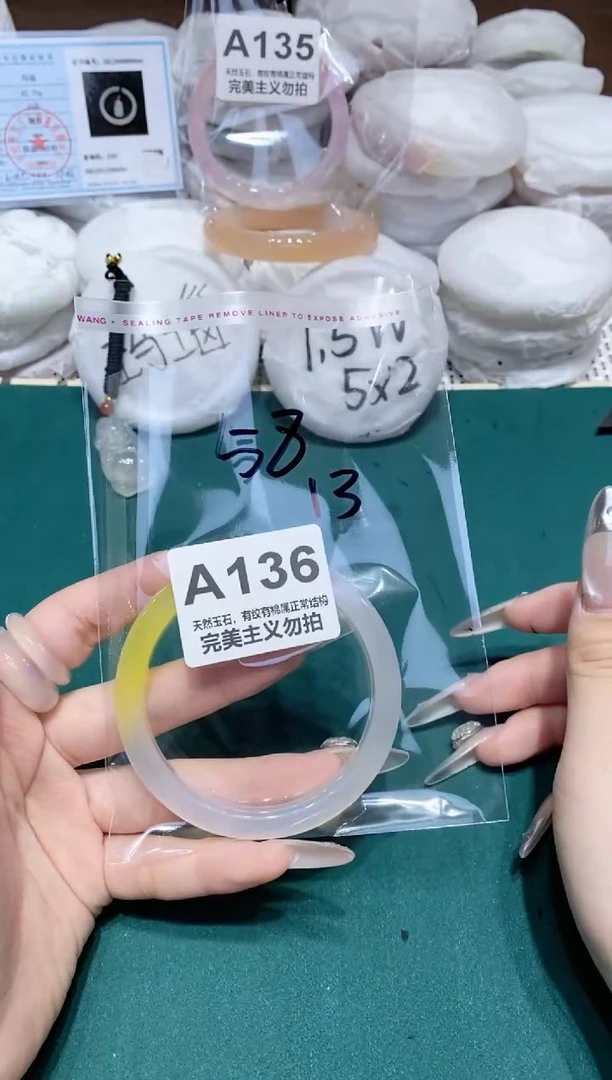 A135
天然玉石，有纹有棉属正常结构
完美主义勿拍
WANG • SEALING TAPE REMOVE LINER TO EXPOSE ADHESIVE
1.5W
5x2
58
13
A136
天然玉石，有纹有棉属正常结构
完美主义勿拍